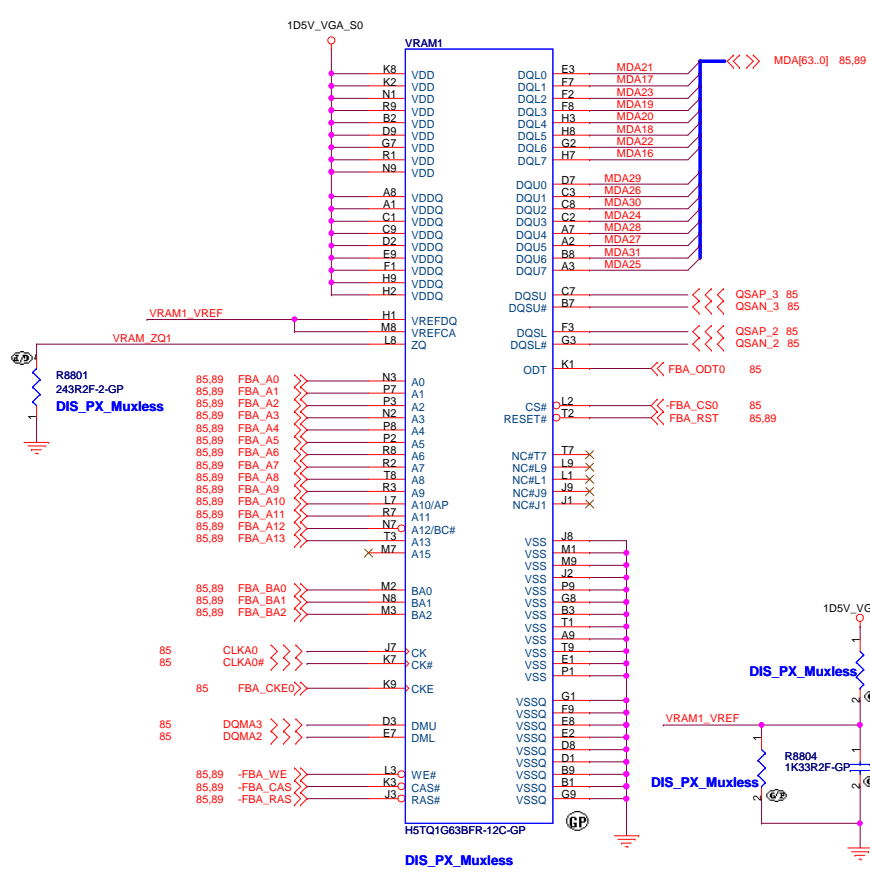 1D5V_VGA_S0
VRAM1
K8 VDD
K2 VDD
N1 VDD
R9 VDD
B2 VDD
D9 VDD
G7 VDD
R1 VDD
N9 VDD
A8 VDDQ
A1 VDDQ
C1 VDDQ
C9 VDDQ
D2 VDDQ
E9 VDDQ
F1 VDDQ
H9 VDDQ
H2 VDDQ
VRAM1_VREF H1 VREFDQ
M8 VREFCA
VRAM_ZQ1 L8 ZQ
R8801
243R2F-2-GP
DIS_PX_Muxless
1
85,89 FBA_A0 N3 A0
85,89 FBA_A1 P7 A1
85,89 FBA_A2 P3 A2
85,89 FBA_A3 N2 A3
85,89 FBA_A4 P8 A4
85,89 FBA_A5 P2 A5
85,89 FBA_A6 R8 A6
85,89 FBA_A7 R2 A7
85,89 FBA_A8 T8 A8
85,89 FBA_A9 R3 A9
85,89 FBA_A10 L7 A10/AP
85,89 FBA_A11 R7 A11
85,89 FBA_A12 N7 A12/BC#
85,89 FBA_A13 T3 A13
M7 A15
85,89 FBA_BA0 M2 BA0
85,89 FBA_BA1 N8 BA1
85,89 FBA_BA2 M3 BA2
85 CLKA0 J7 CK
85 CLKA0# K7 CK#
85 FBA_CKE0 K9 CKE
85 DQMA3 D3 DMU
85 DQMA2 E7 DML
85,89 -FBA_WE L3 WE#
85,89 -FBA_CAS K3 CAS#
85,89 -FBA_RAS J3 RAS#
DQL0 E3 MDA21
DQL1 F7 MDA17
DQL2 F2 MDA23
DQL3 F8 MDA19
DQL4 H3 MDA20
DQL5 H8 MDA18
DQL6 G2 MDA22
DQL7 H7 MDA16
MDA[63..0] 85,89
DQU0 D7 MDA29
DQU1 C3 MDA26
DQU2 C8 MDA30
DQU3 C2 MDA24
DQU4 A7 MDA28
DQU5 A2 MDA27
DQU6 B8 MDA31
DQU7 A3 MDA25
DQSU C7 QSAP_3 85
DQSU# B7 QSAN_3 85
DQSL F3 QSAP_2 85
DQSL# G3 QSAN_2 85
ODT K1 FBA_ODT0 85
CS# L2 -FBA_CS0 85
RESET# T2 FBA_RST 85,89
NC#T7 T7
NC#L9 L9
NC#L1 L1
NC#J9 J9
NC#J1 J1
VSS J8
VSS M1
VSS M9
VSS J2
VSS P9
VSS G8
VSS B3
VSS T1
VSS A9
VSS T9
VSS E1
VSS P1
VSSQ G1
VSSQ F9
VSSQ E8
VSSQ E2
VSSQ D8
VSSQ D1
VSSQ B9
VSSQ B1
VSSQ G9
H5TQ1G63BFR-12C-GP
GP
DIS_PX_Muxless
1D5V_VG
1
DIS_PX_Muxless
2
VRAM1_VREF
1
R8804
1K33R2F-GP
DIS_PX_Muxless
2
1
2